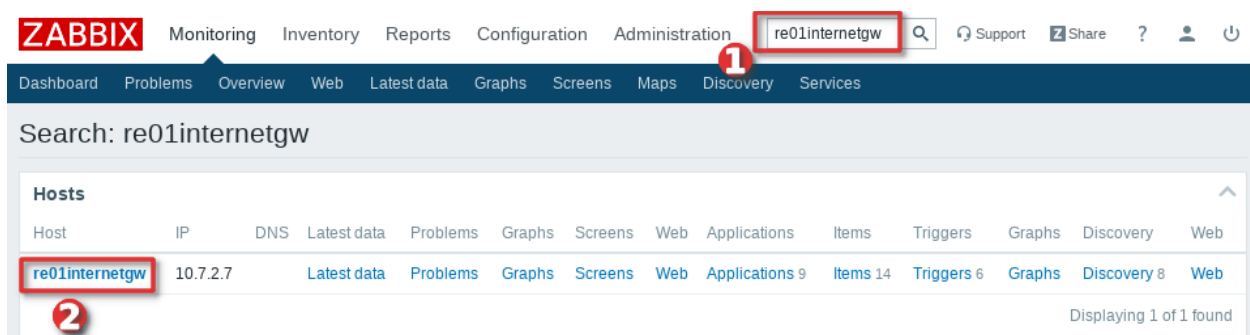 ZABBIX Monitoring Inventory Reports Configuration Administration re01internetgw Support Z Share ?
1
Dashboard Problems Overview Web Latest data Graphs Screens Maps Discovery Services
Search: re01internetgw
Hosts
Host IP DNS Latest data Problems Graphs Screens Web Applications Items Triggers Graphs Discovery Web
re01internetgw 10.7.2.7 Latest data Problems Graphs Screens Web Applications 9 Items 14 Triggers 6 Graphs Discovery 8 Web
2
Displaying 1 of 1 found